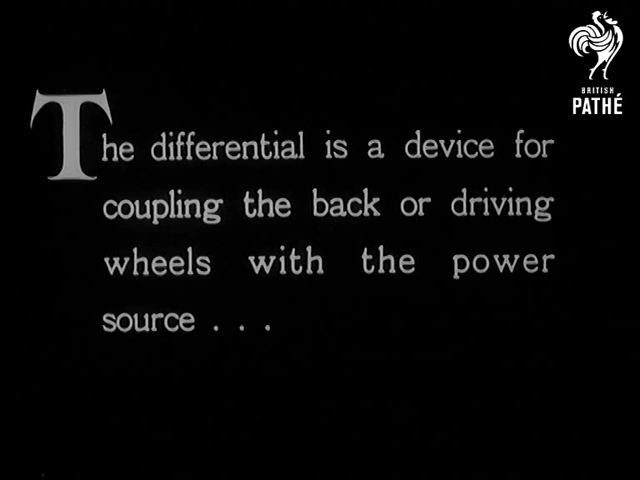 BRITISH
PATHÉ
The differential is a device for
coupling the back or driving
wheels with the power
source . . .